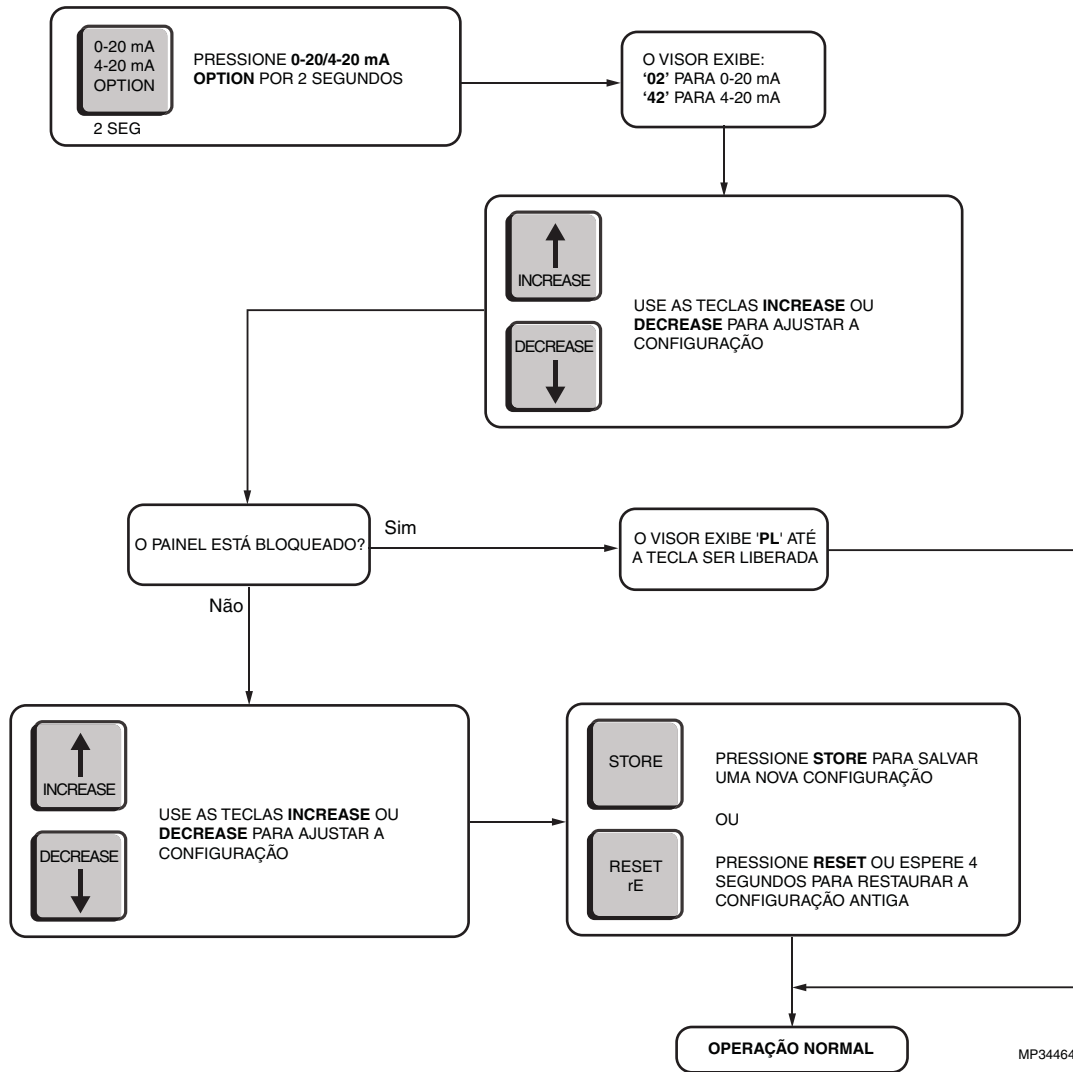 0-20 mA
4-20 mA
OPTION
2 SEG
PRESSIONE 0-20/4-20 mA
OPTION POR 2 SEGUNDOS
O VISOR EXIBE:
‘02’ PARA 0-20 mA
‘42’ PARA 4-20 mA
INCREASE
DECREASE
USE AS TECLAS INCREASE OU
DECREASE PARA AJUSTAR A
CONFIGURAÇÃO
O PAINEL ESTÁ BLOQUEADO?
Sim
O VISOR EXIBE 'PL' ATÉ
A TECLA SER LIBERADA
Não
INCREASE
DECREASE
USE AS TECLAS INCREASE OU
DECREASE PARA AJUSTAR A
CONFIGURAÇÃO
STORE
PRESSIONE STORE PARA SALVAR
UMA NOVA CONFIGURAÇÃO
OU
RESET
rE
PRESSIONE RESET OU ESPERE 4
SEGUNDOS PARA RESTAURAR A
CONFIGURAÇÃO ANTIGA
OPERAÇÃO NORMAL
MP34464